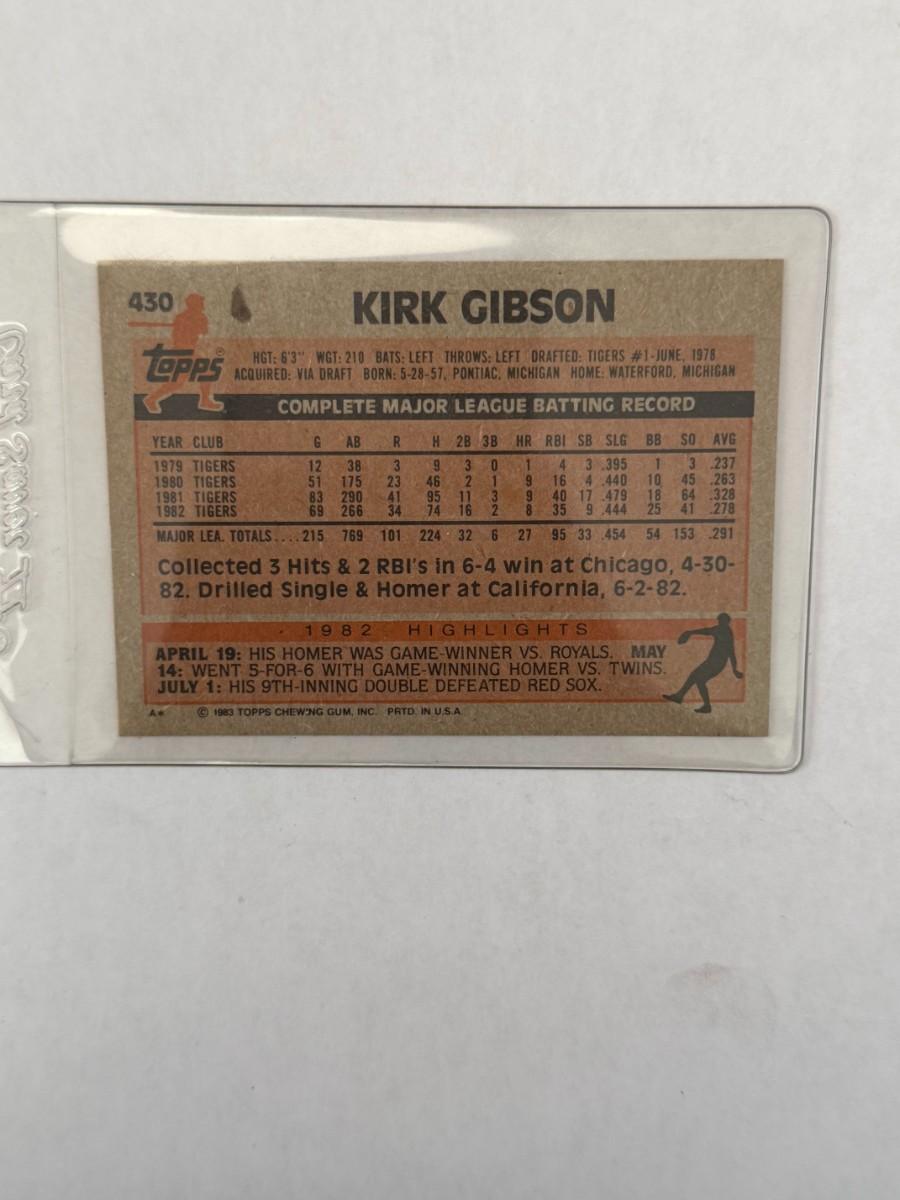 430 KIRK GIBSON
Topps®
HGT: 6'3" WGT: 210 BATS: LEFT THROWS: LEFT DRAFTED: TIGERS #1-JUNE, 1978
ACQUIRED: VIA DRAFT BORN: 5-28-57, PONTIAC, MICHIGAN HOME: WATERFORD, MICHIGAN
COMPLETE MAJOR LEAGUE BATTING RECORD
YEAR CLUB G AB R H 2B 3B HR RBI SB SLG BB SO AVG
1979 TIGERS 12 38 3 9 3 0 1 4 3 .395 1 3 .237
1980 TIGERS 51 175 23 46 2 1 9 16 4 .440 10 45 .263
1981 TIGERS 83 290 41 95 11 3 9 40 17 .479 18 64 .328
1982 TIGERS 69 266 34 74 16 2 8 35 9 .444 25 41 .278
MAJOR LEA. TOTALS....215 769 101 224 32 6 27 95 33 .454 54 153 .291
Collected 3 Hits & 2 RBI's in 6-4 win at Chicago, 4-30-
82. Drilled Single & Homer at California, 6-2-82.
1982 HIGHLIGHTS
APRIL 19: HIS HOMER WAS GAME-WINNER VS. ROYALS. MAY
14: WENT 5-FOR-6 WITH GAME-WINNING HOMER VS. TWINS.
JULY 1: HIS 9TH-INNING DOUBLE DEFEATED RED SOX.
A* © 1983 TOPPS CHEWING GUM, INC. PRTD. IN U.S.A.